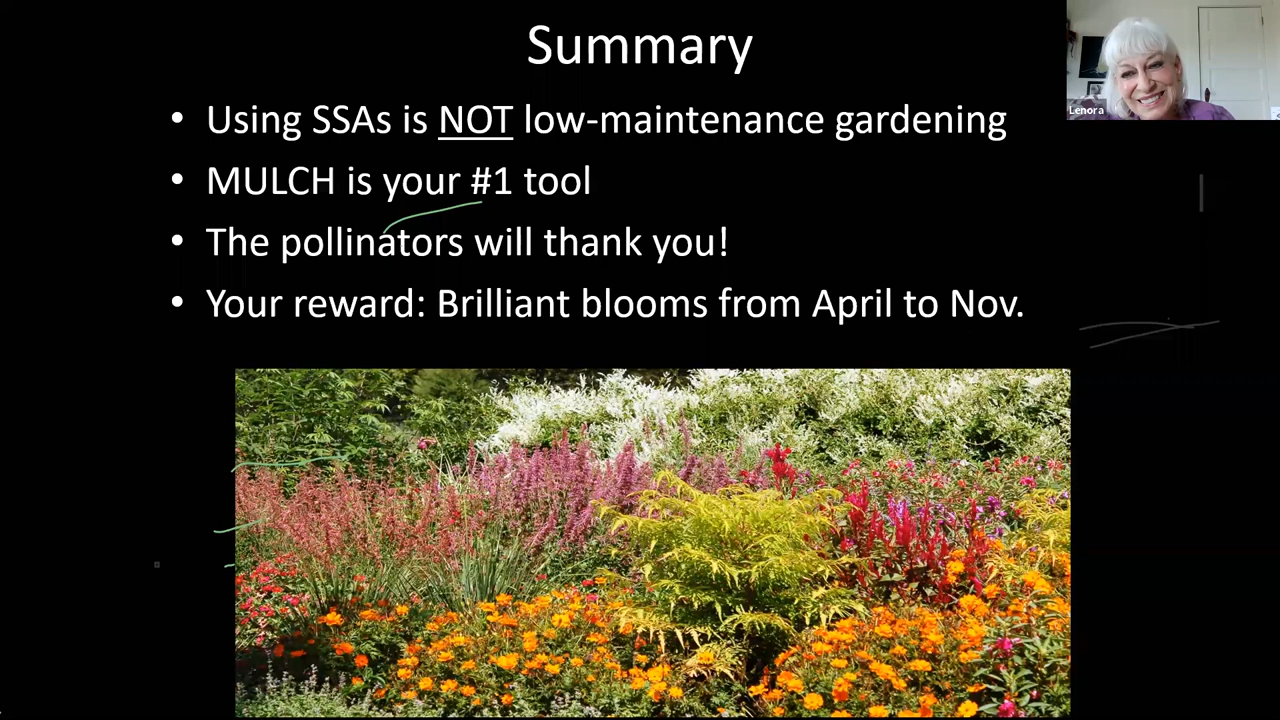 Summary
• Using SSAs is NOT low-maintenance gardening
• MULCH is your #1 tool
• The pollinators will thank you!
• Your reward: Brilliant blooms from April to Nov.
Lenora